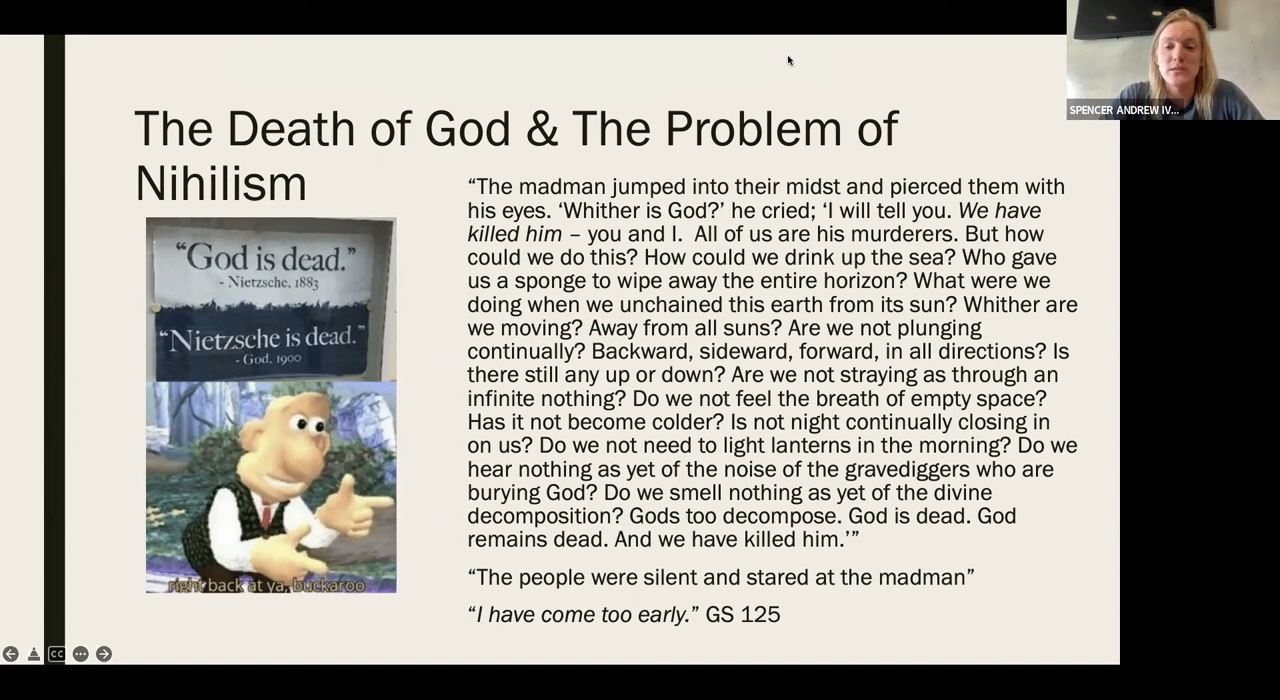 SPENCER ANDREW IV...
The Death of God & The Problem of
Nihilism
“God is dead.”
- Nietzsche, 1883
“Nietzsche is dead.”
- God, 1900
right back at ya, buckaroo
“The madman jumped into their midst and pierced them with
his eyes. ‘Whither is God?’ he cried; ‘I will tell you. We have
killed him – you and I.  All of us are his murderers. But how
could we do this? How could we drink up the sea? Who gave
us a sponge to wipe away the entire horizon? What were we
doing when we unchained this earth from its sun? Whither are
we moving? Away from all suns? Are we not plunging
continually? Backward, sideward, forward, in all directions? Is
there still any up or down? Are we not straying as through an
infinite nothing? Do we not feel the breath of empty space?
Has it not become colder? Is not night continually closing in
on us? Do we not need to light lanterns in the morning? Do we
hear nothing as yet of the noise of the gravediggers who are
burying God? Do we smell nothing as yet of the divine
decomposition? Gods too decompose. God is dead. God
remains dead. And we have killed him.’”
“The people were silent and stared at the madman”
“I have come too early.” GS 125
CC